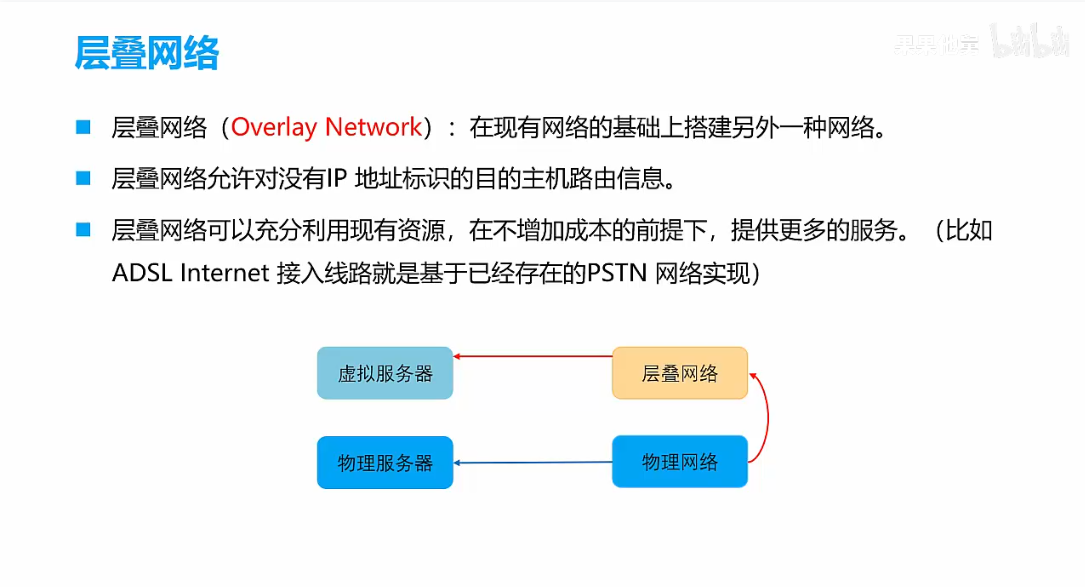 层叠网络
层叠网络（Overlay Network）：在现有网络的基础上搭建另外一种网络。
层叠网络允许对没有IP 地址标识的目的主机路由信息。
层叠网络可以充分利用现有资源，在不增加成本的前提下，提供更多的服务。（比如
ADSL Internet 接入线路就是基于已经存在的PSTN 网络实现）
虚拟服务器
层叠网络
物理服务器
物理网络
bilibili